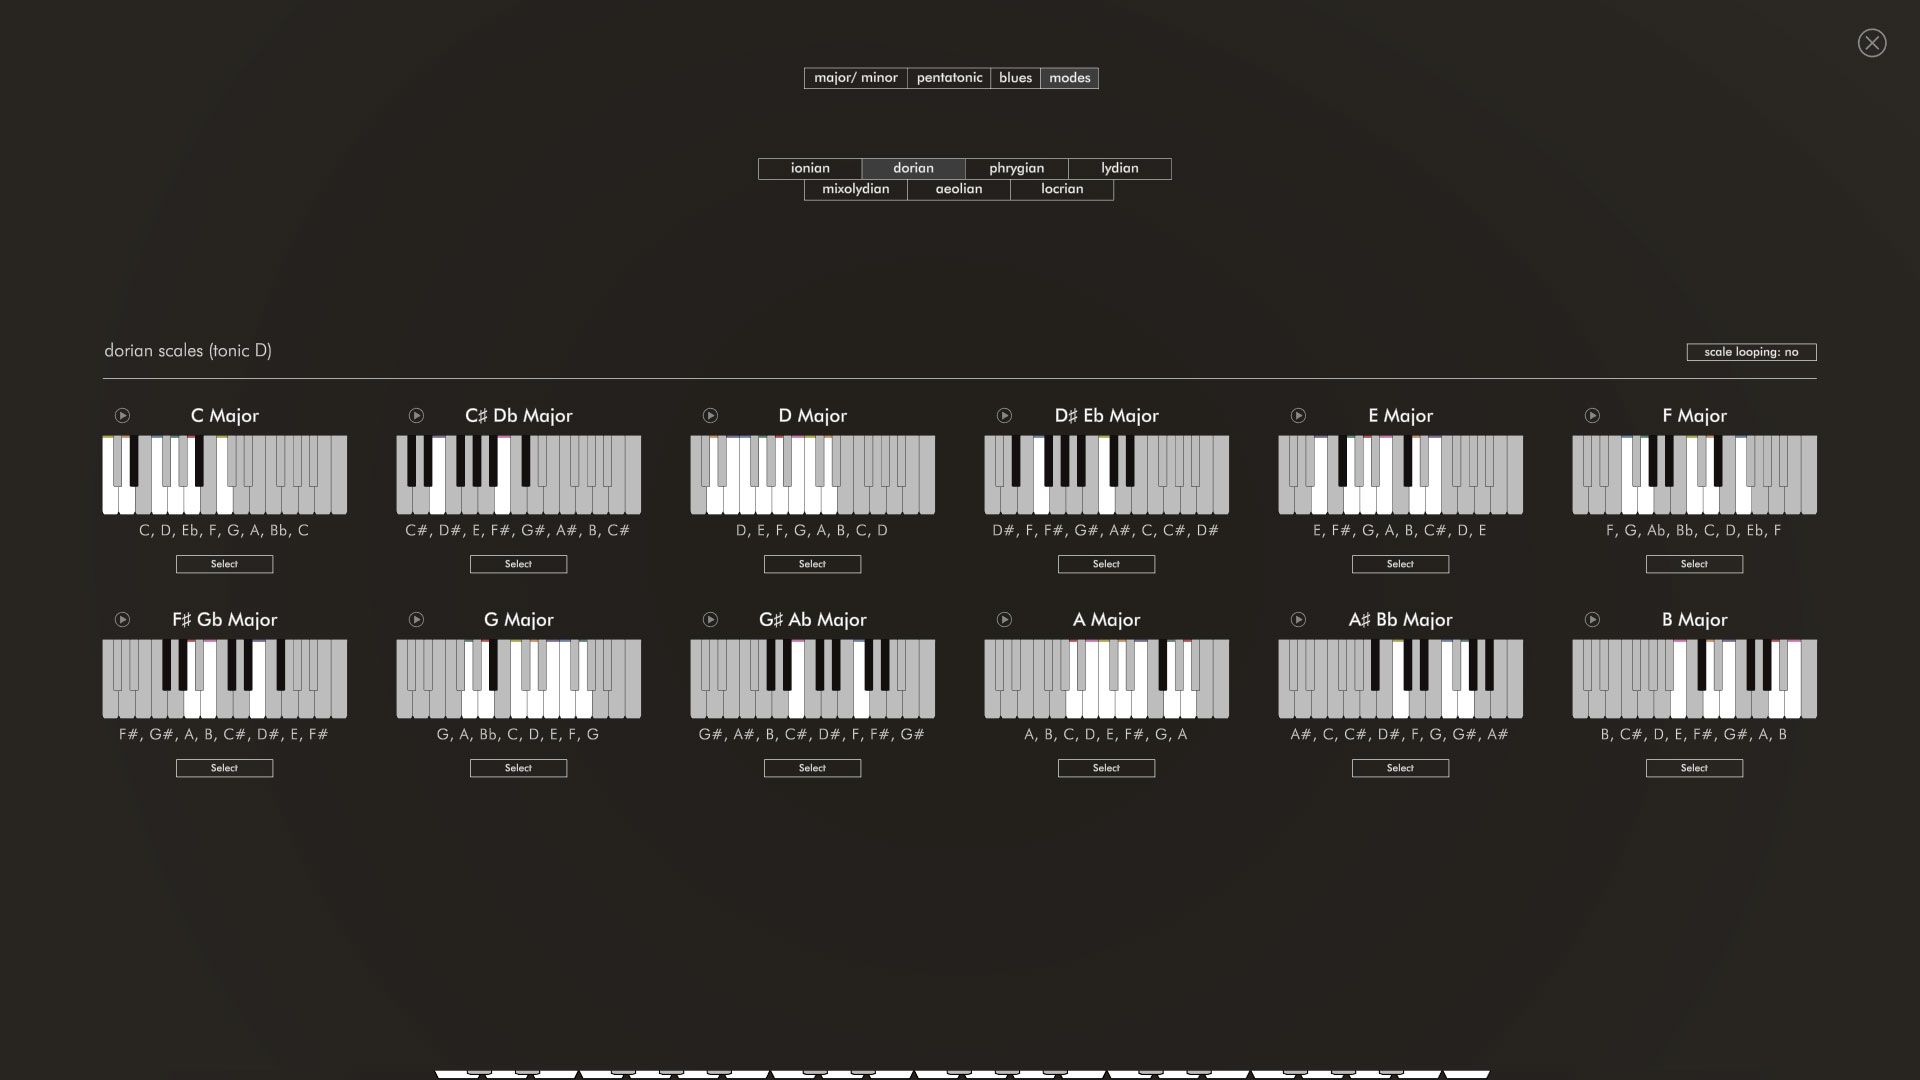 major/ minor pentatonic blues modes
ionian dorian phrygian lydian
mixolydian aeolian locrian
dorian scales (tonic D)
scale looping: no
C Major
C♯ Db Major
D Major
D♯ Eb Major
E Major
F Major
C, D, Eb, F, G, A, Bb, C
C#, D#, E, F#, G#, A#, B, C#
D, E, F, G, A, B, C, D
D#, F, F#, G#, A#, C, C#, D#
E, F#, G, A, B, C#, D, E
F, G, Ab, Bb, C, D, Eb, F
Select
Select
Select
Select
Select
Select
F♯ Gb Major
G Major
G♯ Ab Major
A Major
A♯ Bb Major
B Major
F#, G#, A, B, C#, D#, E, F#
G, A, Bb, C, D, E, F, G
G#, A#, B, C#, D#, F, F#, G#
A, B, C, D, E, F#, G, A
A#, C, C#, D#, F, G, G#, A#
B, C#, D, E, F#, G#, A, B
Select
Select
Select
Select
Select
Select